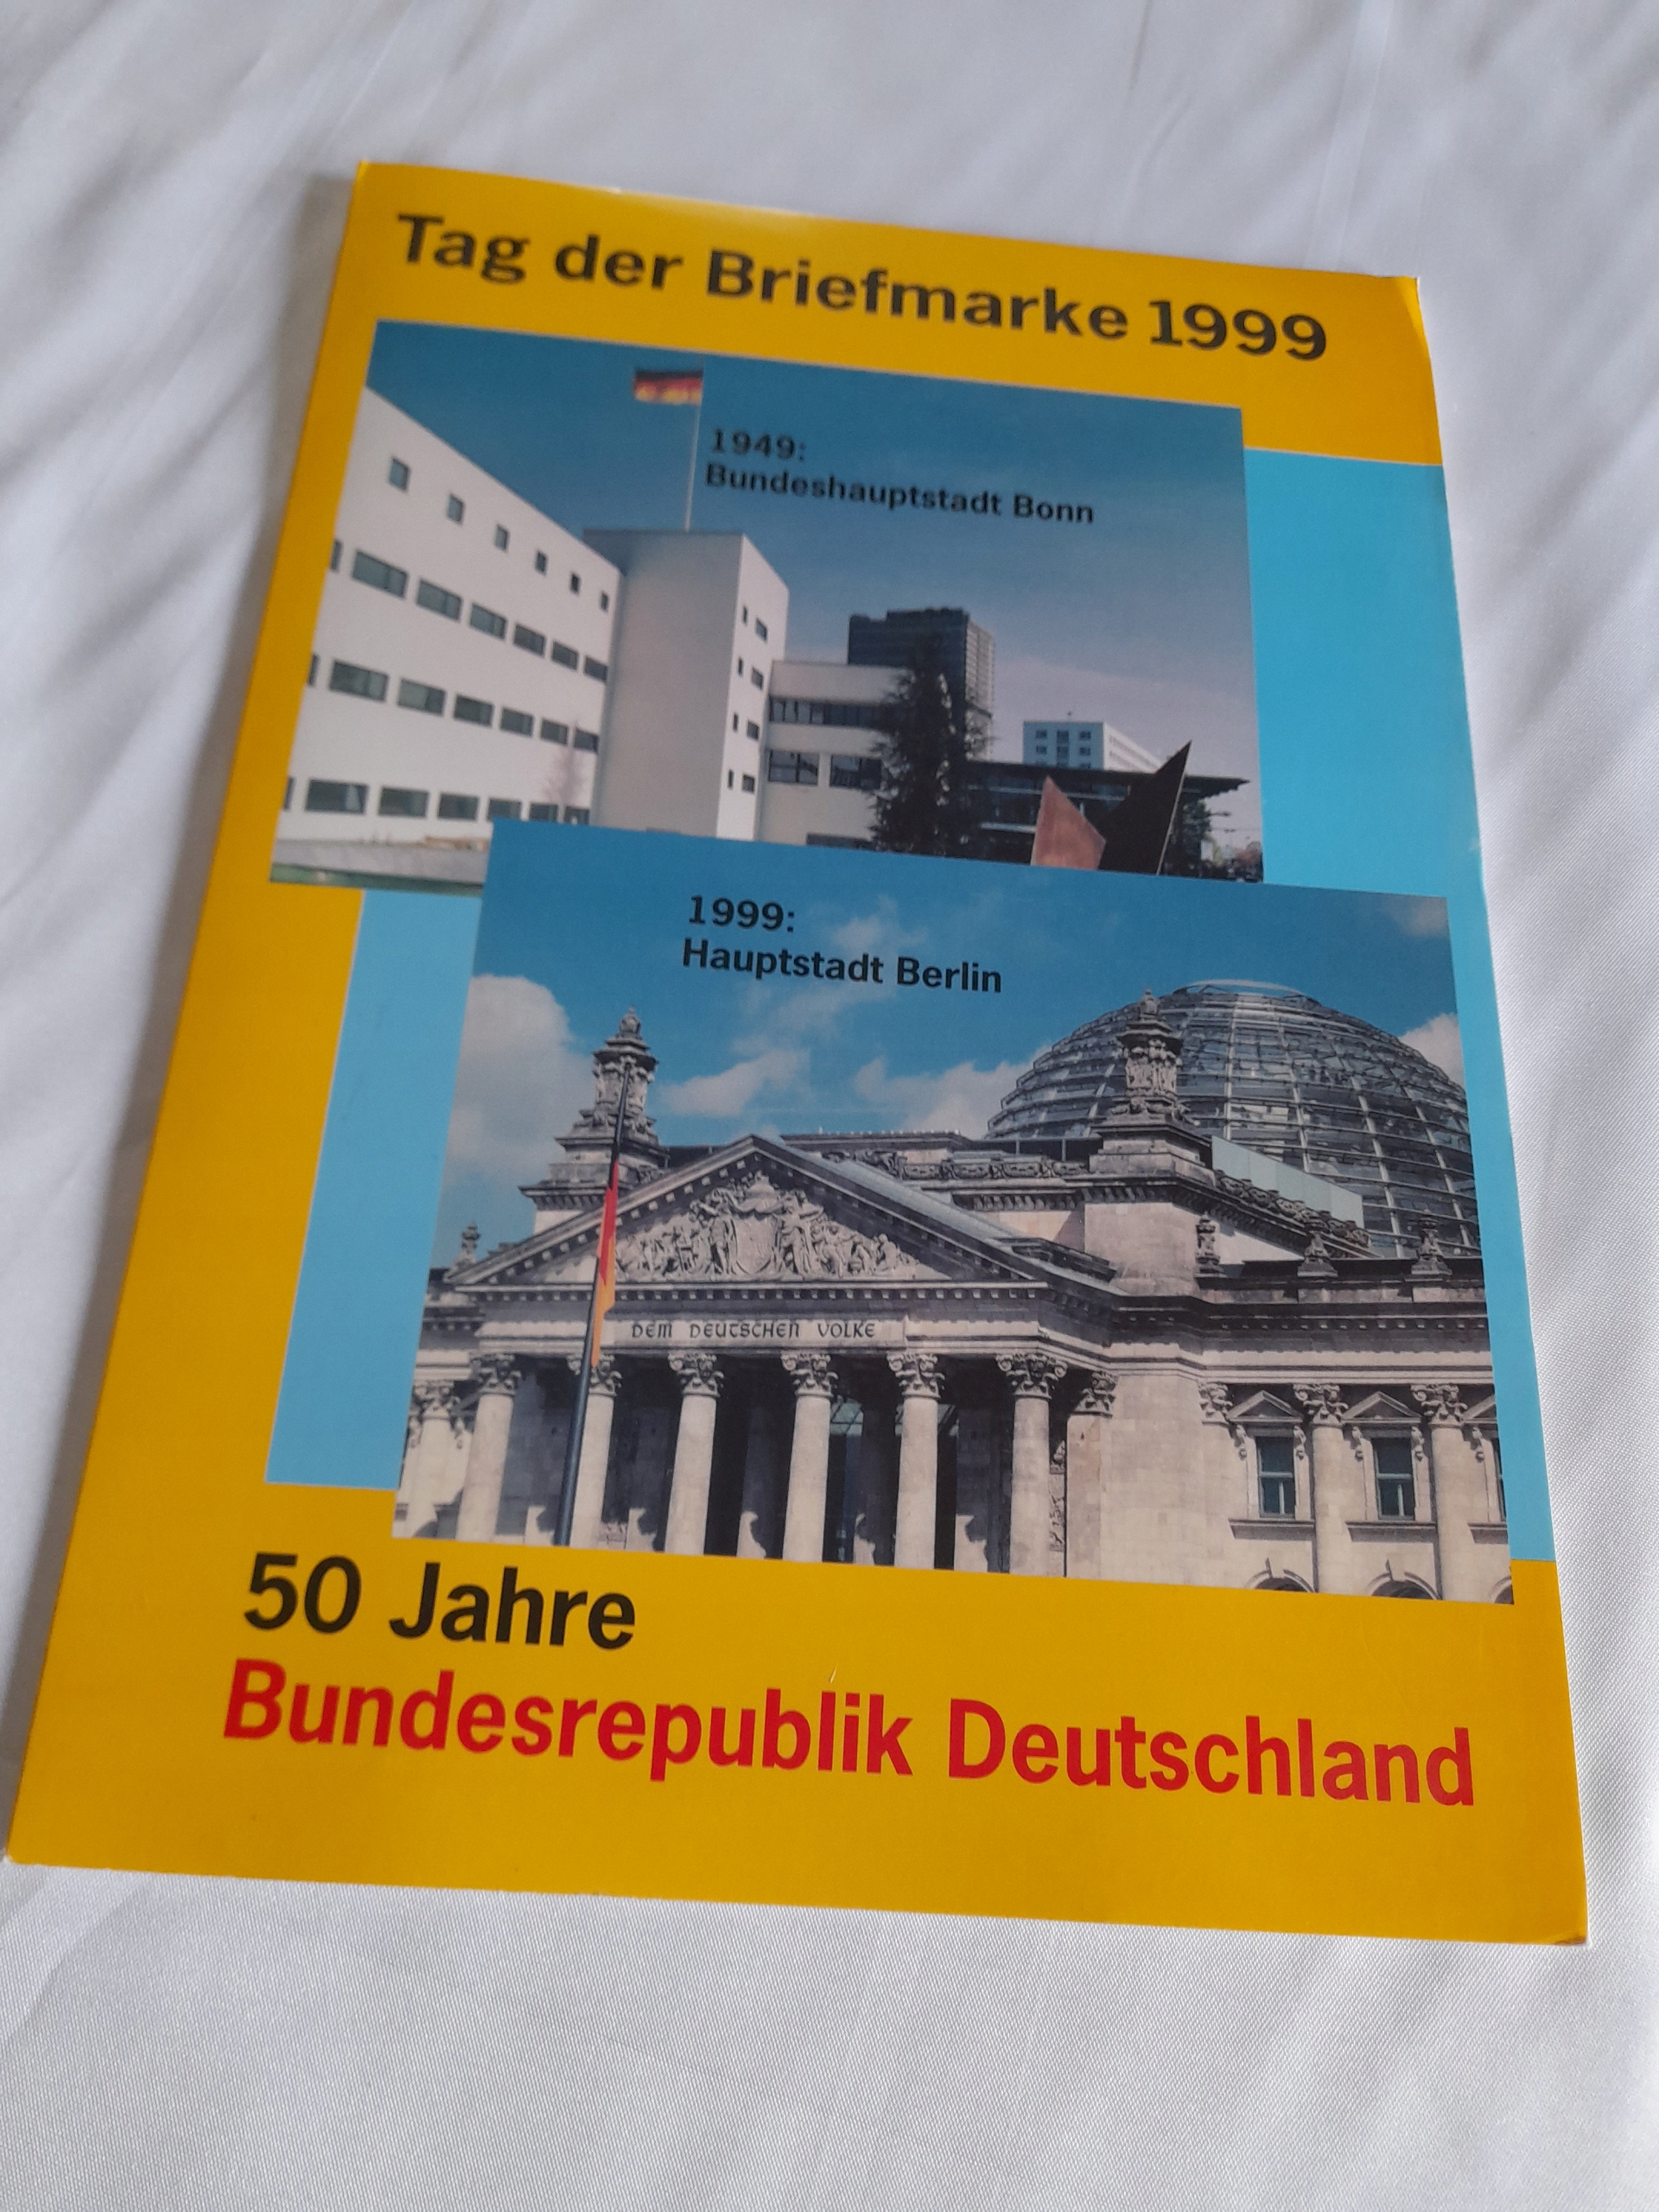 Tag der Briefmarke 1999
1949:
Bundeshauptstadt Bonn
1999:
Hauptstadt Berlin
DEM DEUTSCHEN VOLKE
50 Jahre
Bundesrepublik Deutschland